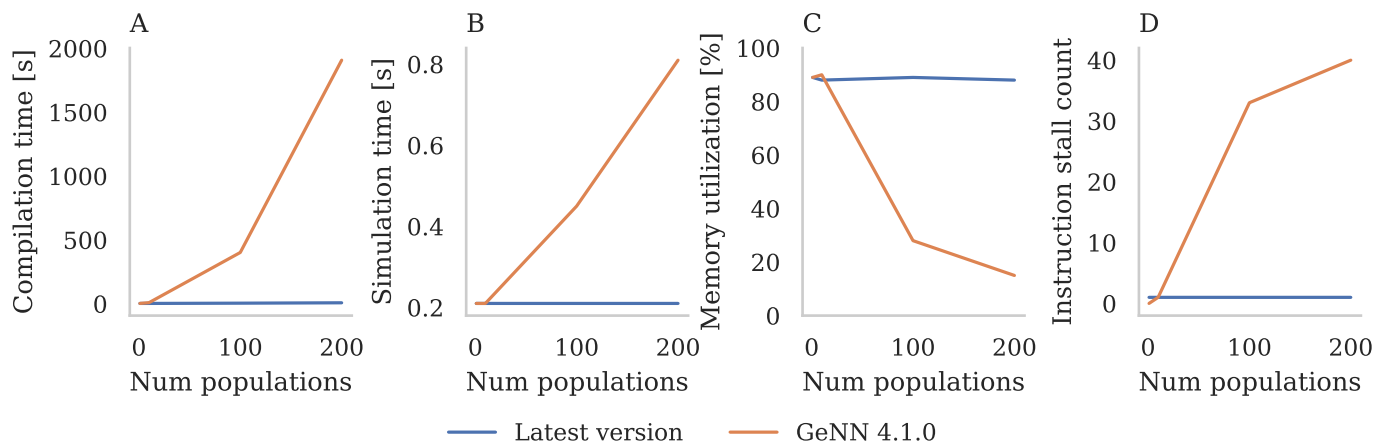 A
Compilation time [s]
2000
1500
1000
500
0
0 100 200
Num populations
B
Simulation time [s]
0.8
0.6
0.4
0.2
0 100 200
Num populations
C
Memory utilization [%]
100
80
60
40
20
0
0 100 200
Num populations
D
Instruction stall count
40
30
20
10
0
0 100 200
Num populations
Latest version
GeNN 4.1.0